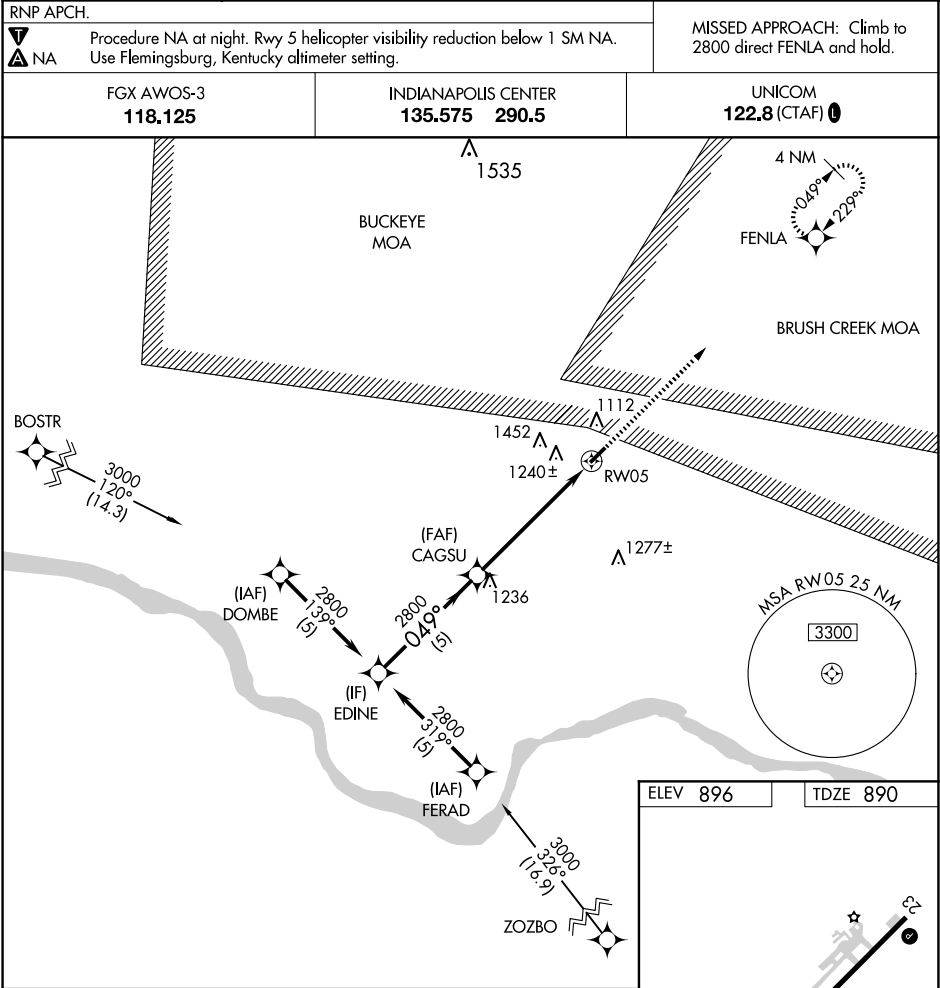 RNP APCH.
T
A NA
Procedure NA at night. Rwy 5 helicopter visibility reduction below 1 SM NA.
Use Flemingsburg, Kentucky altimeter setting.
MISSED APPROACH: Climb to
2800 direct FENLA and hold.
FGX AWOS-3
118.125
INDIANAPOLIS CENTER
135.575 290.5
UNICOM
122.8 (CTAF) L
1535
4 NM
049°
229°
FENLA
BUCKEYE
MOA
BRUSH CREEK MOA
BOSTR
3000
120°
(14.3)
1112
1452
1240±
RW05
(FAF)
CAGSU
1277±
1236
(IAF)
DOMBE
2800
139°
(5)
2800
049°
(5)
MSA RW05 25 NM
3300
(IF)
EDINE
2800
319°
(5)
(IAF)
FERAD
3000
326°
(16.9)
ZOZBO
ELEV 896
TDZE 890
23
P